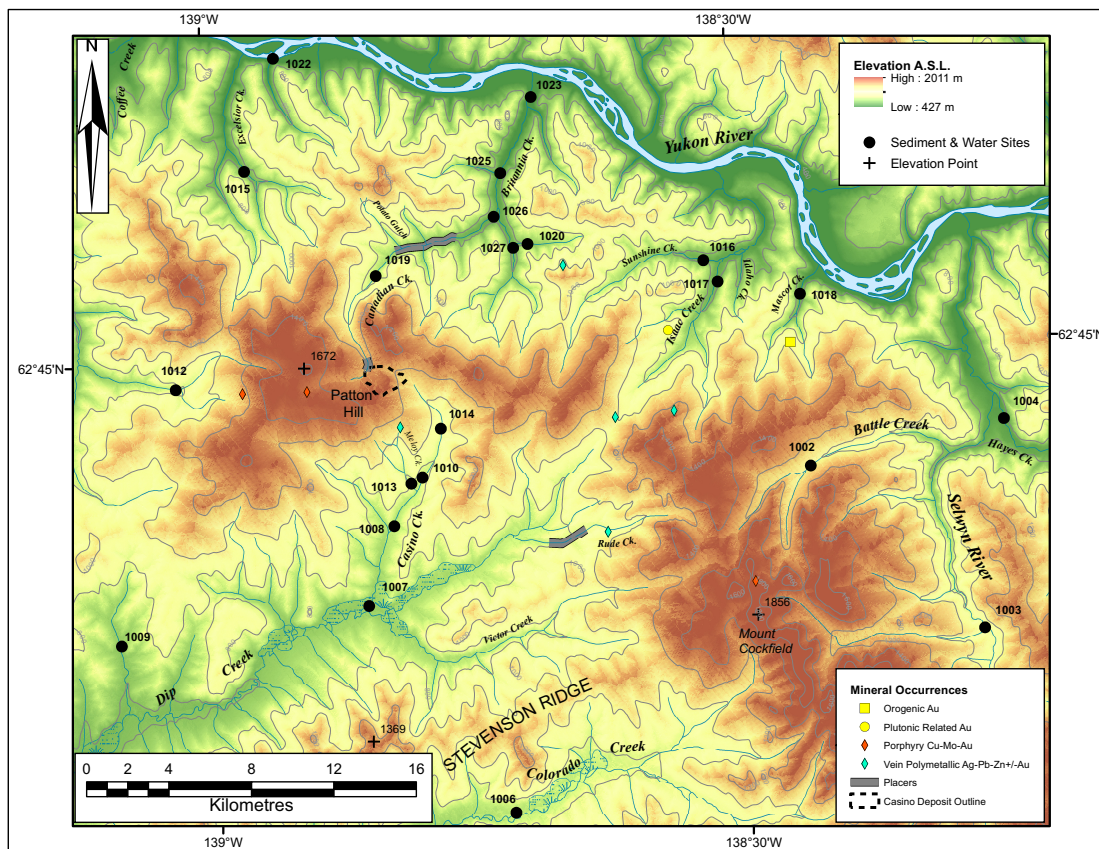 139°W
138°30'W
N
Coffee
Creek
1022
1023
Excelsior Ck.
1015
1025
Britannia Ck.
Yukon River
Elevation A.S.L.
High : 2011 m
Low : 427 m
Sediment & Water Sites
Elevation Point
Potato Gulch
1026
1027
1020
1019
Canadian Ck.
Sunshine Ck.
1016
1017
Idaho Ck.
Isaac Creek
Mascot Ck.
1018
62°45'N
62°45'N
1672
1012
Patton
Hill
1014
Meloy Ck.
1010
1013
1008
Casino Ck.
1004
Battle Creek
1002
Hayes Ck.
Selwyn River
Rude Ck.
1007
1856
Mount
Cockfield
1003
1009
Victor Creek
Dip
Creek
STEVENSON RIDGE
1369
Colorado
Creek
1006
0 2 4 8 12 16
Kilometres
Mineral Occurrences
Orogenic Au
Plutonic Related Au
Porphyry Cu-Mo-Au
Vein Polymetallic Ag-Pb-Zn+/-Au
Placers
Casino Deposit Outline
139°W
138°30'W